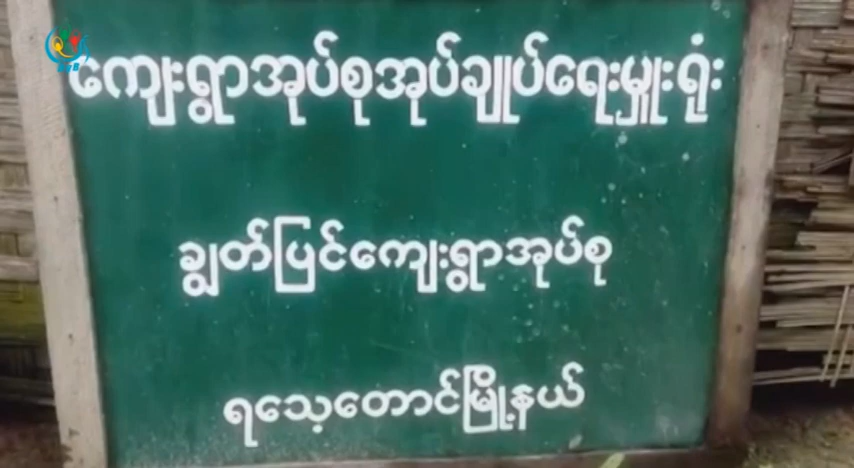 ကျေးရွာအုပ်စုအုပ်ချုပ်ရေးမှူးရုံး
ချွတ်ပြင်ကျေးရွာအုပ်စု
ရသေ့တောင်မြို့နယ်